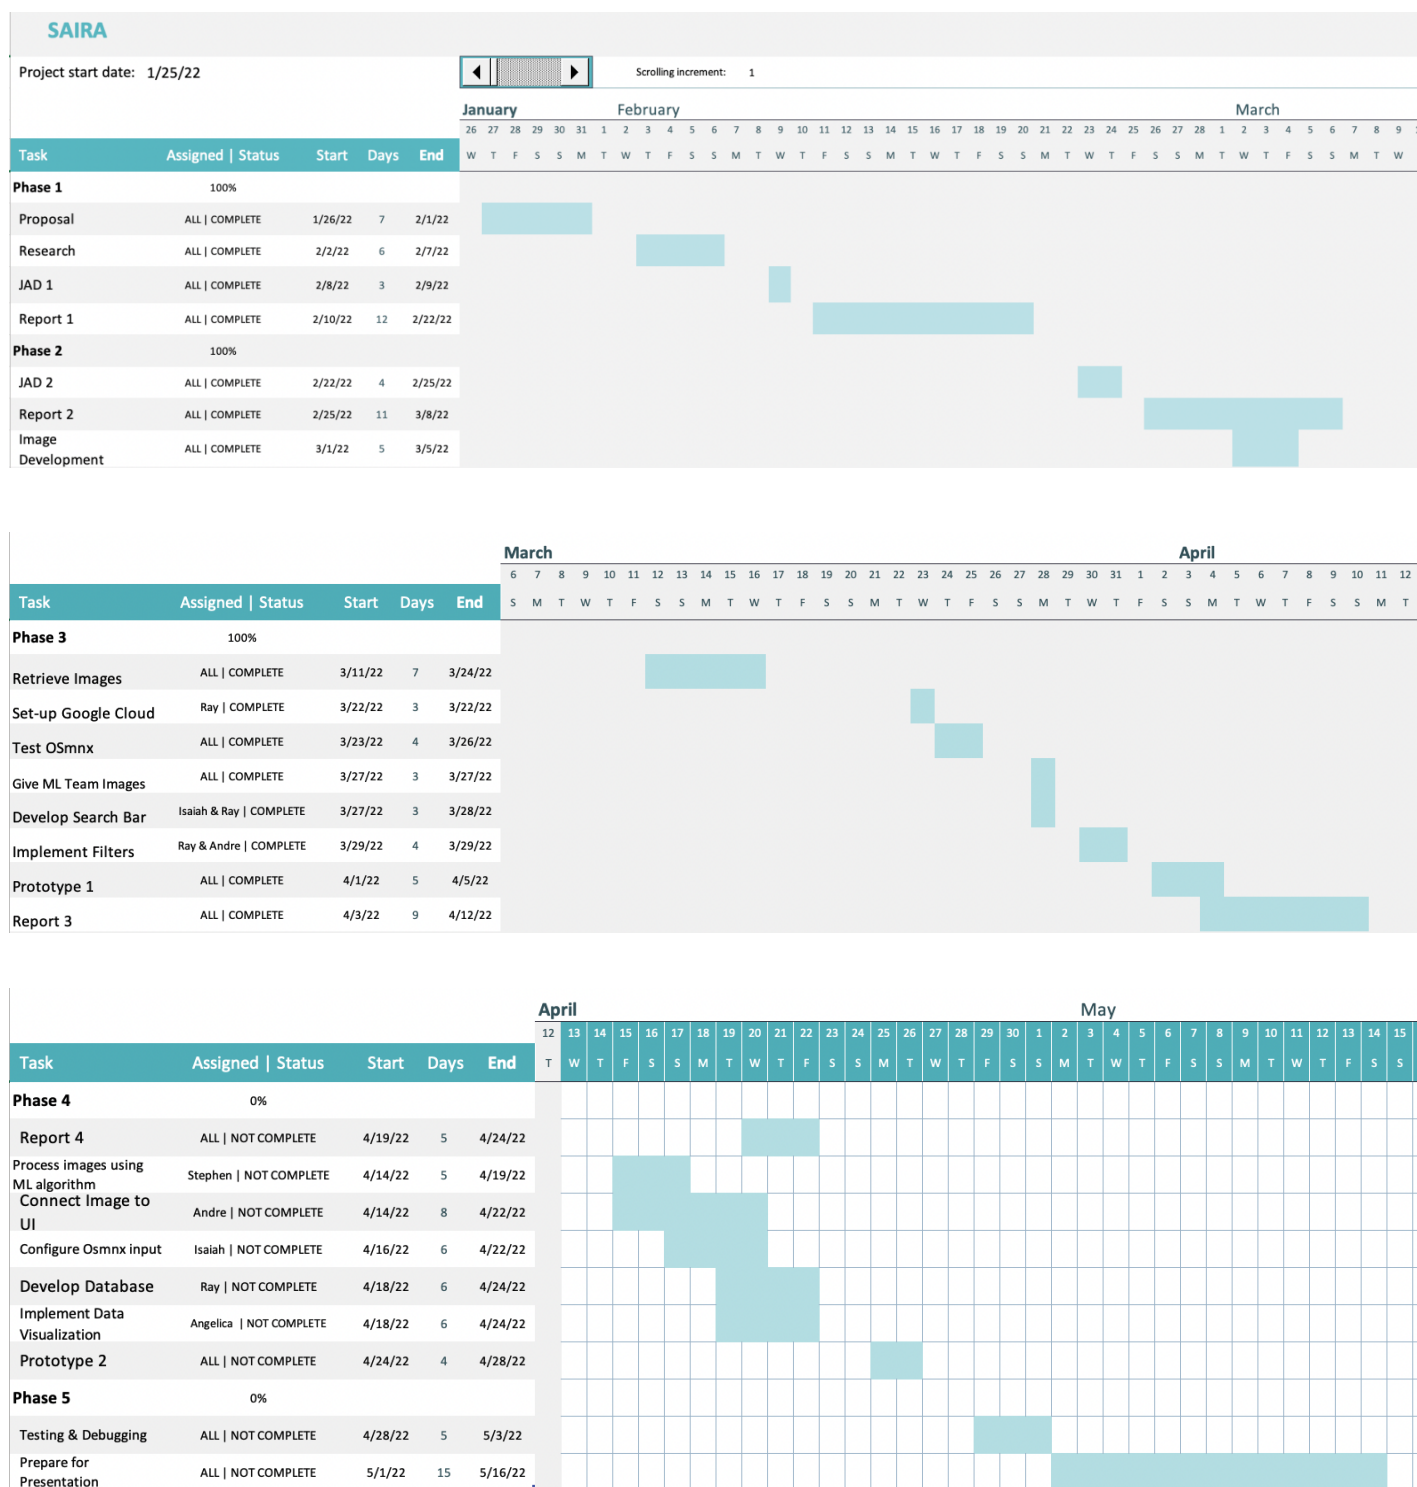 SAIRA
Project start date: 1/25/22
Scrolling increment: 1
January February March
26 27 28 29 30 31 1 2 3 4 5 6 7 8 9 10 11 12 13 14 15 16 17 18 19 20 21 22 23 24 25 26 27 28 1 2 3 4 5 6 7 8 9
Task Assigned | Status Start Days End W T F S S M T W T F S S M T W T F S S M T W T F S S M T W T F S S M T W T F S S M T W
Phase 1 100%
Proposal ALL | COMPLETE 1/26/22 7 2/1/22
Research ALL | COMPLETE 2/2/22 6 2/7/22
JAD 1 ALL | COMPLETE 2/8/22 3 2/9/22
Report 1 ALL | COMPLETE 2/10/22 12 2/22/22
Phase 2 100%
JAD 2 ALL | COMPLETE 2/22/22 4 2/25/22
Report 2 ALL | COMPLETE 2/25/22 11 3/8/22
Image
Development ALL | COMPLETE 3/1/22 5 3/5/22
March April
6 7 8 9 10 11 12 13 14 15 16 17 18 19 20 21 22 23 24 25 26 27 28 29 30 31 1 2 3 4 5 6 7 8 9 10 11 12
Task Assigned | Status Start Days End S M T W T F S S M T W T F S S M T W T F S S M T W T F S S M T W T F S S M T
Phase 3 100%
Retrieve Images ALL | COMPLETE 3/11/22 7 3/24/22
Set-up Google Cloud Ray | COMPLETE 3/22/22 3 3/22/22
Test OSmnx ALL | COMPLETE 3/23/22 4 3/26/22
Give ML Team Images ALL | COMPLETE 3/27/22 3 3/27/22
Develop Search Bar Isaiah & Ray | COMPLETE 3/27/22 3 3/28/22
Implement Filters Ray & Andre | COMPLETE 3/29/22 4 3/29/22
Prototype 1 ALL | COMPLETE 4/1/22 5 4/5/22
Report 3 ALL | COMPLETE 4/3/22 9 4/12/22
April May
12 13 14 15 16 17 18 19 20 21 22 23 24 25 26 27 28 29 30 1 2 3 4 5 6 7 8 9 10 11 12 13 14 15
Task Assigned | Status Start Days End T W T F S S M T W T F S S M T W T F S S M T W T F S S M T W T F S S
Phase 4 0%
Report 4 ALL | NOT COMPLETE 4/19/22 5 4/24/22
Process images using
ML algorithm Stephen | NOT COMPLETE 4/14/22 5 4/19/22
Connect Image to
UI Andre | NOT COMPLETE 4/14/22 8 4/22/22
Configure Osmnx input Isaiah | NOT COMPLETE 4/16/22 6 4/22/22
Develop Database Ray | NOT COMPLETE 4/18/22 6 4/24/22
Implement Data
Visualization Angelica | NOT COMPLETE 4/18/22 6 4/24/22
Prototype 2 ALL | NOT COMPLETE 4/24/22 4 4/28/22
Phase 5 0%
Testing & Debugging ALL | NOT COMPLETE 4/28/22 5 5/3/22
Prepare for
Presentation ALL | NOT COMPLETE 5/1/22 15 5/16/22